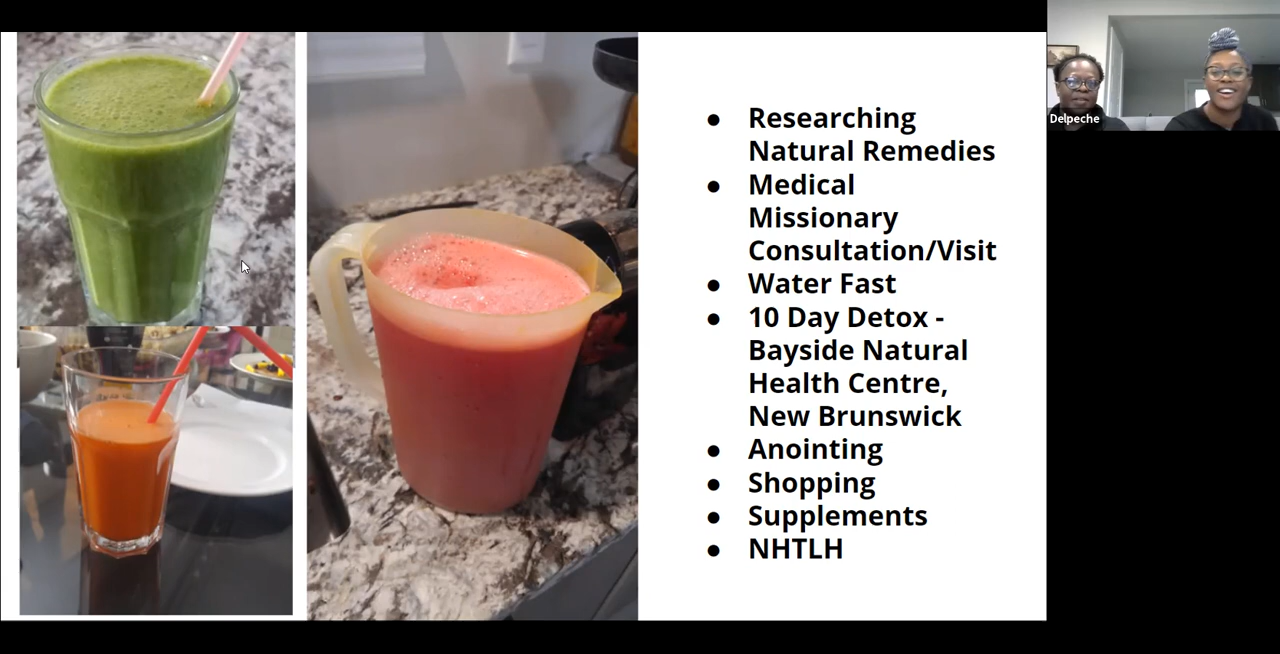 ● Researching
Natural Remedies
● Medical
Missionary
Consultation/Visit
● Water Fast
● 10 Day Detox -
Bayside Natural
Health Centre,
New Brunswick
● Anointing
● Shopping
● Supplements
● NHTLH
Delpeche